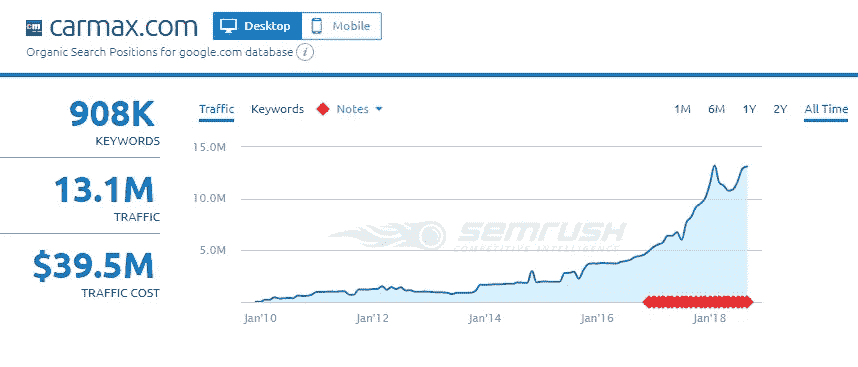 cm carmax.com Desktop Mobile
Organic Search Positions for google.com database i
908K
KEYWORDS
13.1M
TRAFFIC
$39.5M
TRAFFIC COST
Traffic Keywords Notes 1M 6M 1Y 2Y All Time
15.0M
10.0M
5.0M
SEMRUSH
COMPETITIVE INTELLIGENCE
Jan'10 Jan'12 Jan'14 Jan'16 Jan'18